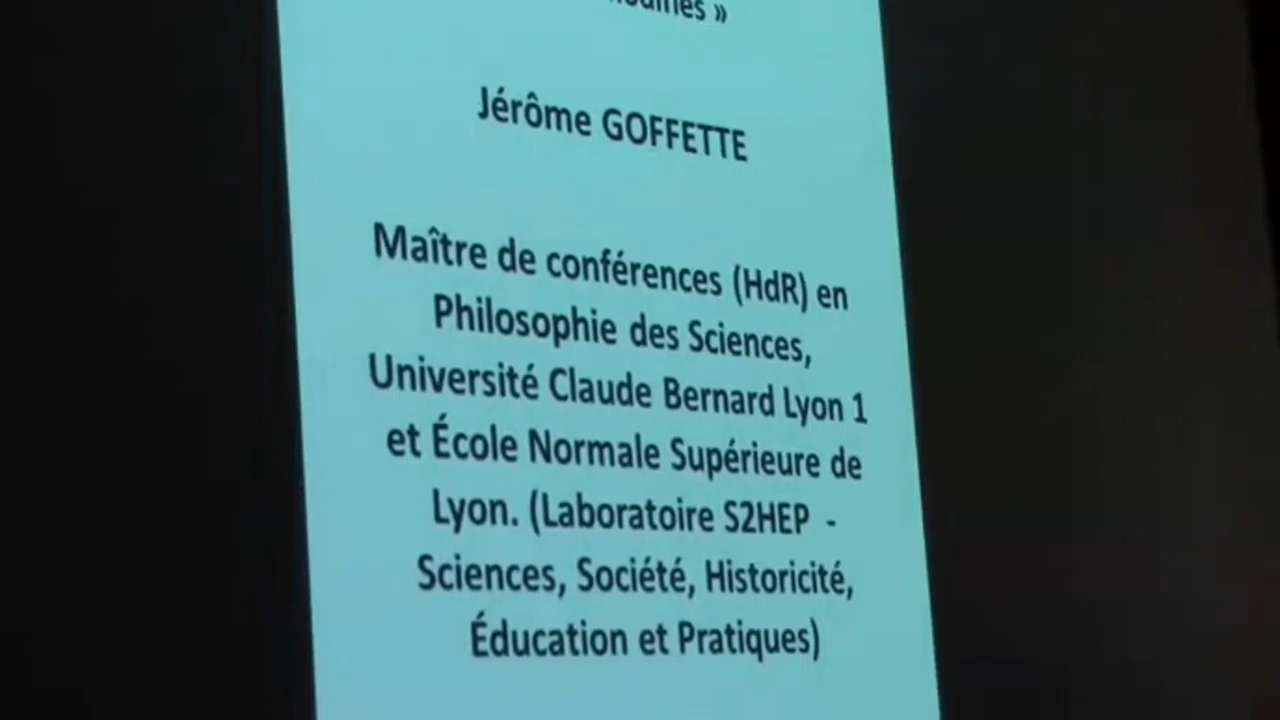 »
Jérôme GOFFETTE
Maître de conférences (HdR) en
Philosophie des Sciences,
Université Claude Bernard Lyon 1
et École Normale Supérieure de
Lyon. (Laboratoire S2HEP -
Sciences, Société, Historicité,
Éducation et Pratiques)